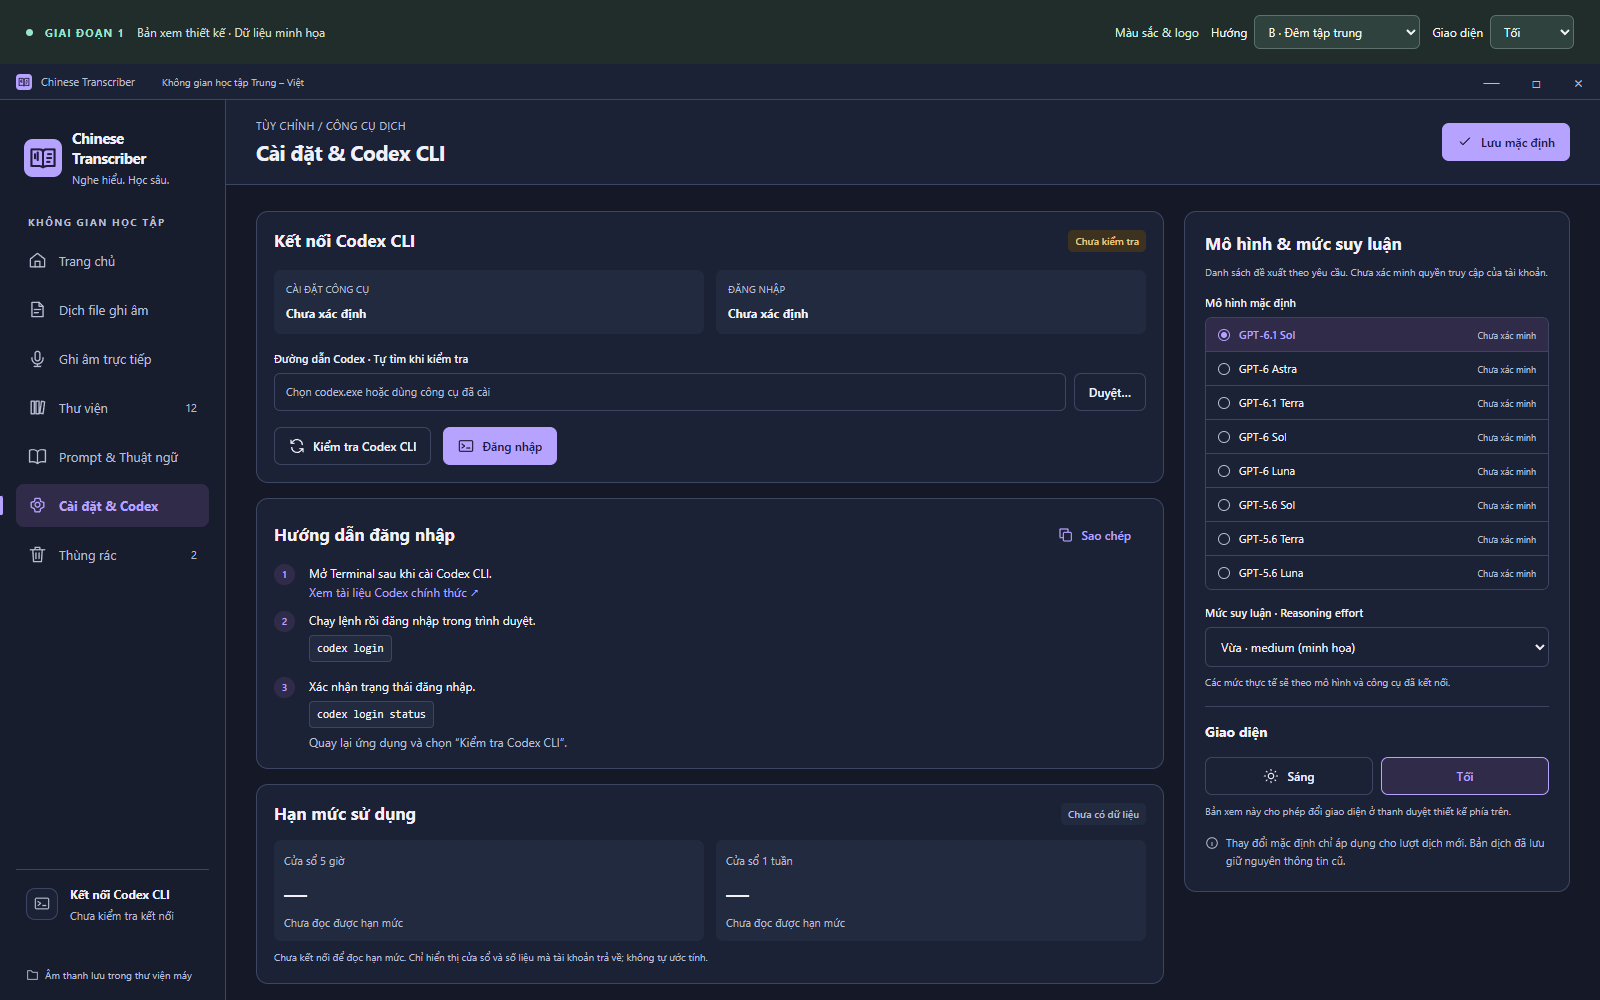 GIAI ĐOẠN 1 Bản xem thiết kế · Dữ liệu minh họa
Màu sắc & logo Hướng B · Đêm tập trung Giao diện Tối
Chinese Transcriber Không gian học tập Trung – Việt
Chinese
Transcriber
Nghe hiểu. Học sâu.
KHÔNG GIAN HỌC TẬP
Trang chủ
Dịch file ghi âm
Ghi âm trực tiếp
Thư viện 12
Prompt & Thuật ngữ
Cài đặt & Codex
Thùng rác 2
Kết nối Codex CLI
Chưa kiểm tra kết nối
Âm thanh lưu trong thư viện máy
TÙY CHỈNH / CÔNG CỤ DỊCH
Cài đặt & Codex CLI
Lưu mặc định
Kết nối Codex CLI
Chưa kiểm tra
CÀI ĐẶT CÔNG CỤ
Chưa xác định
ĐĂNG NHẬP
Chưa xác định
Đường dẫn Codex · Tự tìm khi kiểm tra
Chọn codex.exe hoặc dùng công cụ đã cài
Duyệt...
Kiểm tra Codex CLI
Đăng nhập
Hướng dẫn đăng nhập
Sao chép
1 Mở Terminal sau khi cài Codex CLI.
Xem tài liệu Codex chính thức ↗
2 Chạy lệnh rồi đăng nhập trong trình duyệt.
codex login
3 Xác nhận trạng thái đăng nhập.
codex login status
Quay lại ứng dụng và chọn “Kiểm tra Codex CLI”.
Hạn mức sử dụng
Chưa có dữ liệu
Cửa sổ 5 giờ
—
Chưa đọc được hạn mức
Cửa sổ 1 tuần
—
Chưa đọc được hạn mức
Chưa kết nối để đọc hạn mức. Chỉ hiển thị cửa sổ và số liệu mà tài khoản trả về; không tự ước tính.
Mô hình & mức suy luận
Danh sách đề xuất theo yêu cầu. Chưa xác minh quyền truy cập của tài khoản.
Mô hình mặc định
GPT-6.1 Sol Chưa xác minh
GPT-6 Astra Chưa xác minh
GPT-6.1 Terra Chưa xác minh
GPT-6 Sol Chưa xác minh
GPT-6 Luna Chưa xác minh
GPT-5.6 Sol Chưa xác minh
GPT-5.6 Terra Chưa xác minh
GPT-5.6 Luna Chưa xác minh
Mức suy luận · Reasoning effort
Vừa · medium (minh họa)
Các mức thực tế sẽ theo mô hình và công cụ đã kết nối.
Giao diện
Sáng
Tối
Bản xem này cho phép đổi giao diện ở thanh duyệt thiết kế phía trên.
Thay đổi mặc định chỉ áp dụng cho lượt dịch mới. Bản dịch đã lưu
giữ nguyên thông tin cũ.